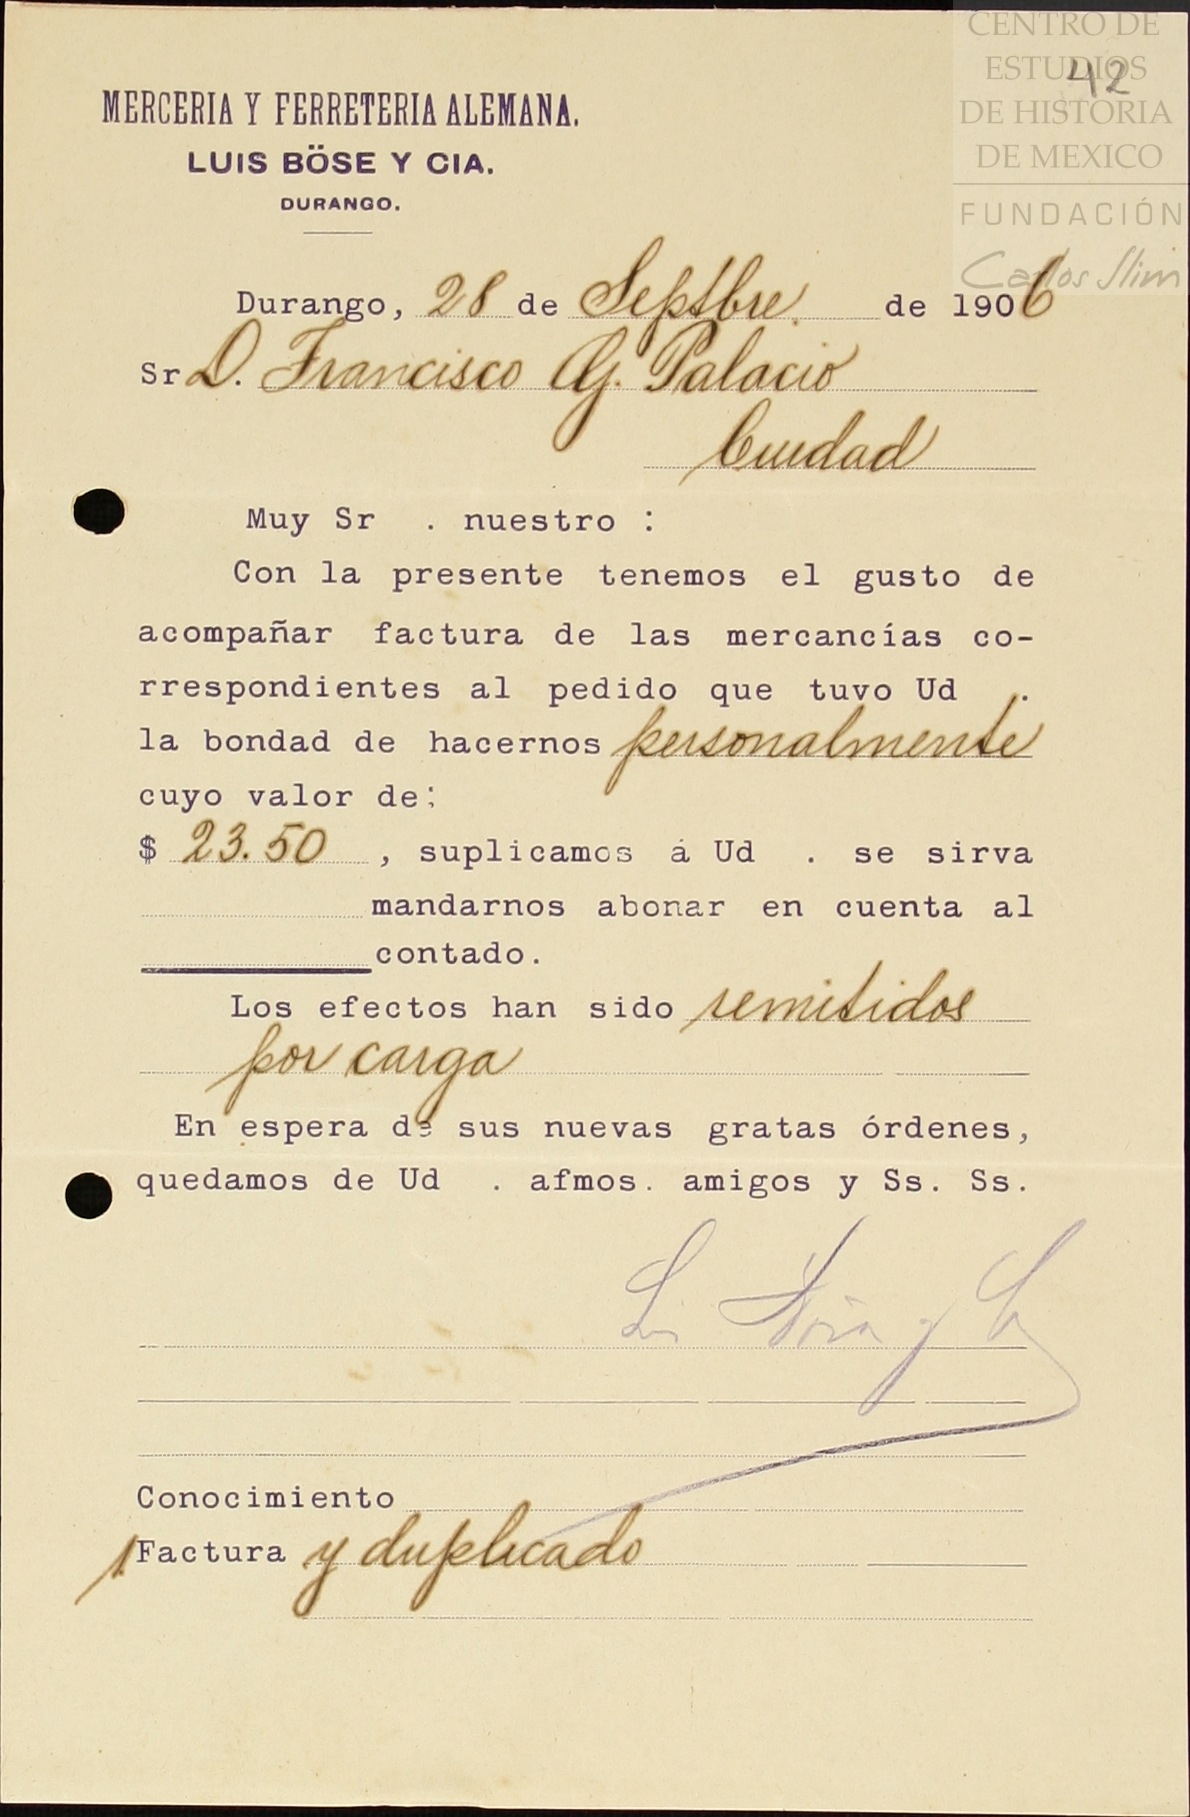 CENTRO DE
ESTUDIOS
DE HISTORIA
DE MEXICO
FUNDACIÓN
Carlos Slim
42
MERCERIA Y FERRETERIA ALEMANA.
LUIS BÖSE Y CIA.
DURANGO.
Durango, 28 de Septbre. de 1906
Sr D. Francisco G. Palacio
Ciudad
Muy Sr . nuestro :
Con la presente tenemos el gusto de
acompañar factura de las mercancías co-
rrespondientes al pedido que tuvo Ud .
la bondad de hacernos personalmente
cuyo valor de:
$ 23.50 , suplicamos á Ud . se sirva
mandarnos abonar en cuenta al
contado.
Los efectos han sido remitidos
por carga
En espera de sus nuevas gratas órdenes,
quedamos de Ud . afmos. amigos y Ss. Ss.
Conocimiento
1. Factura y duplicado